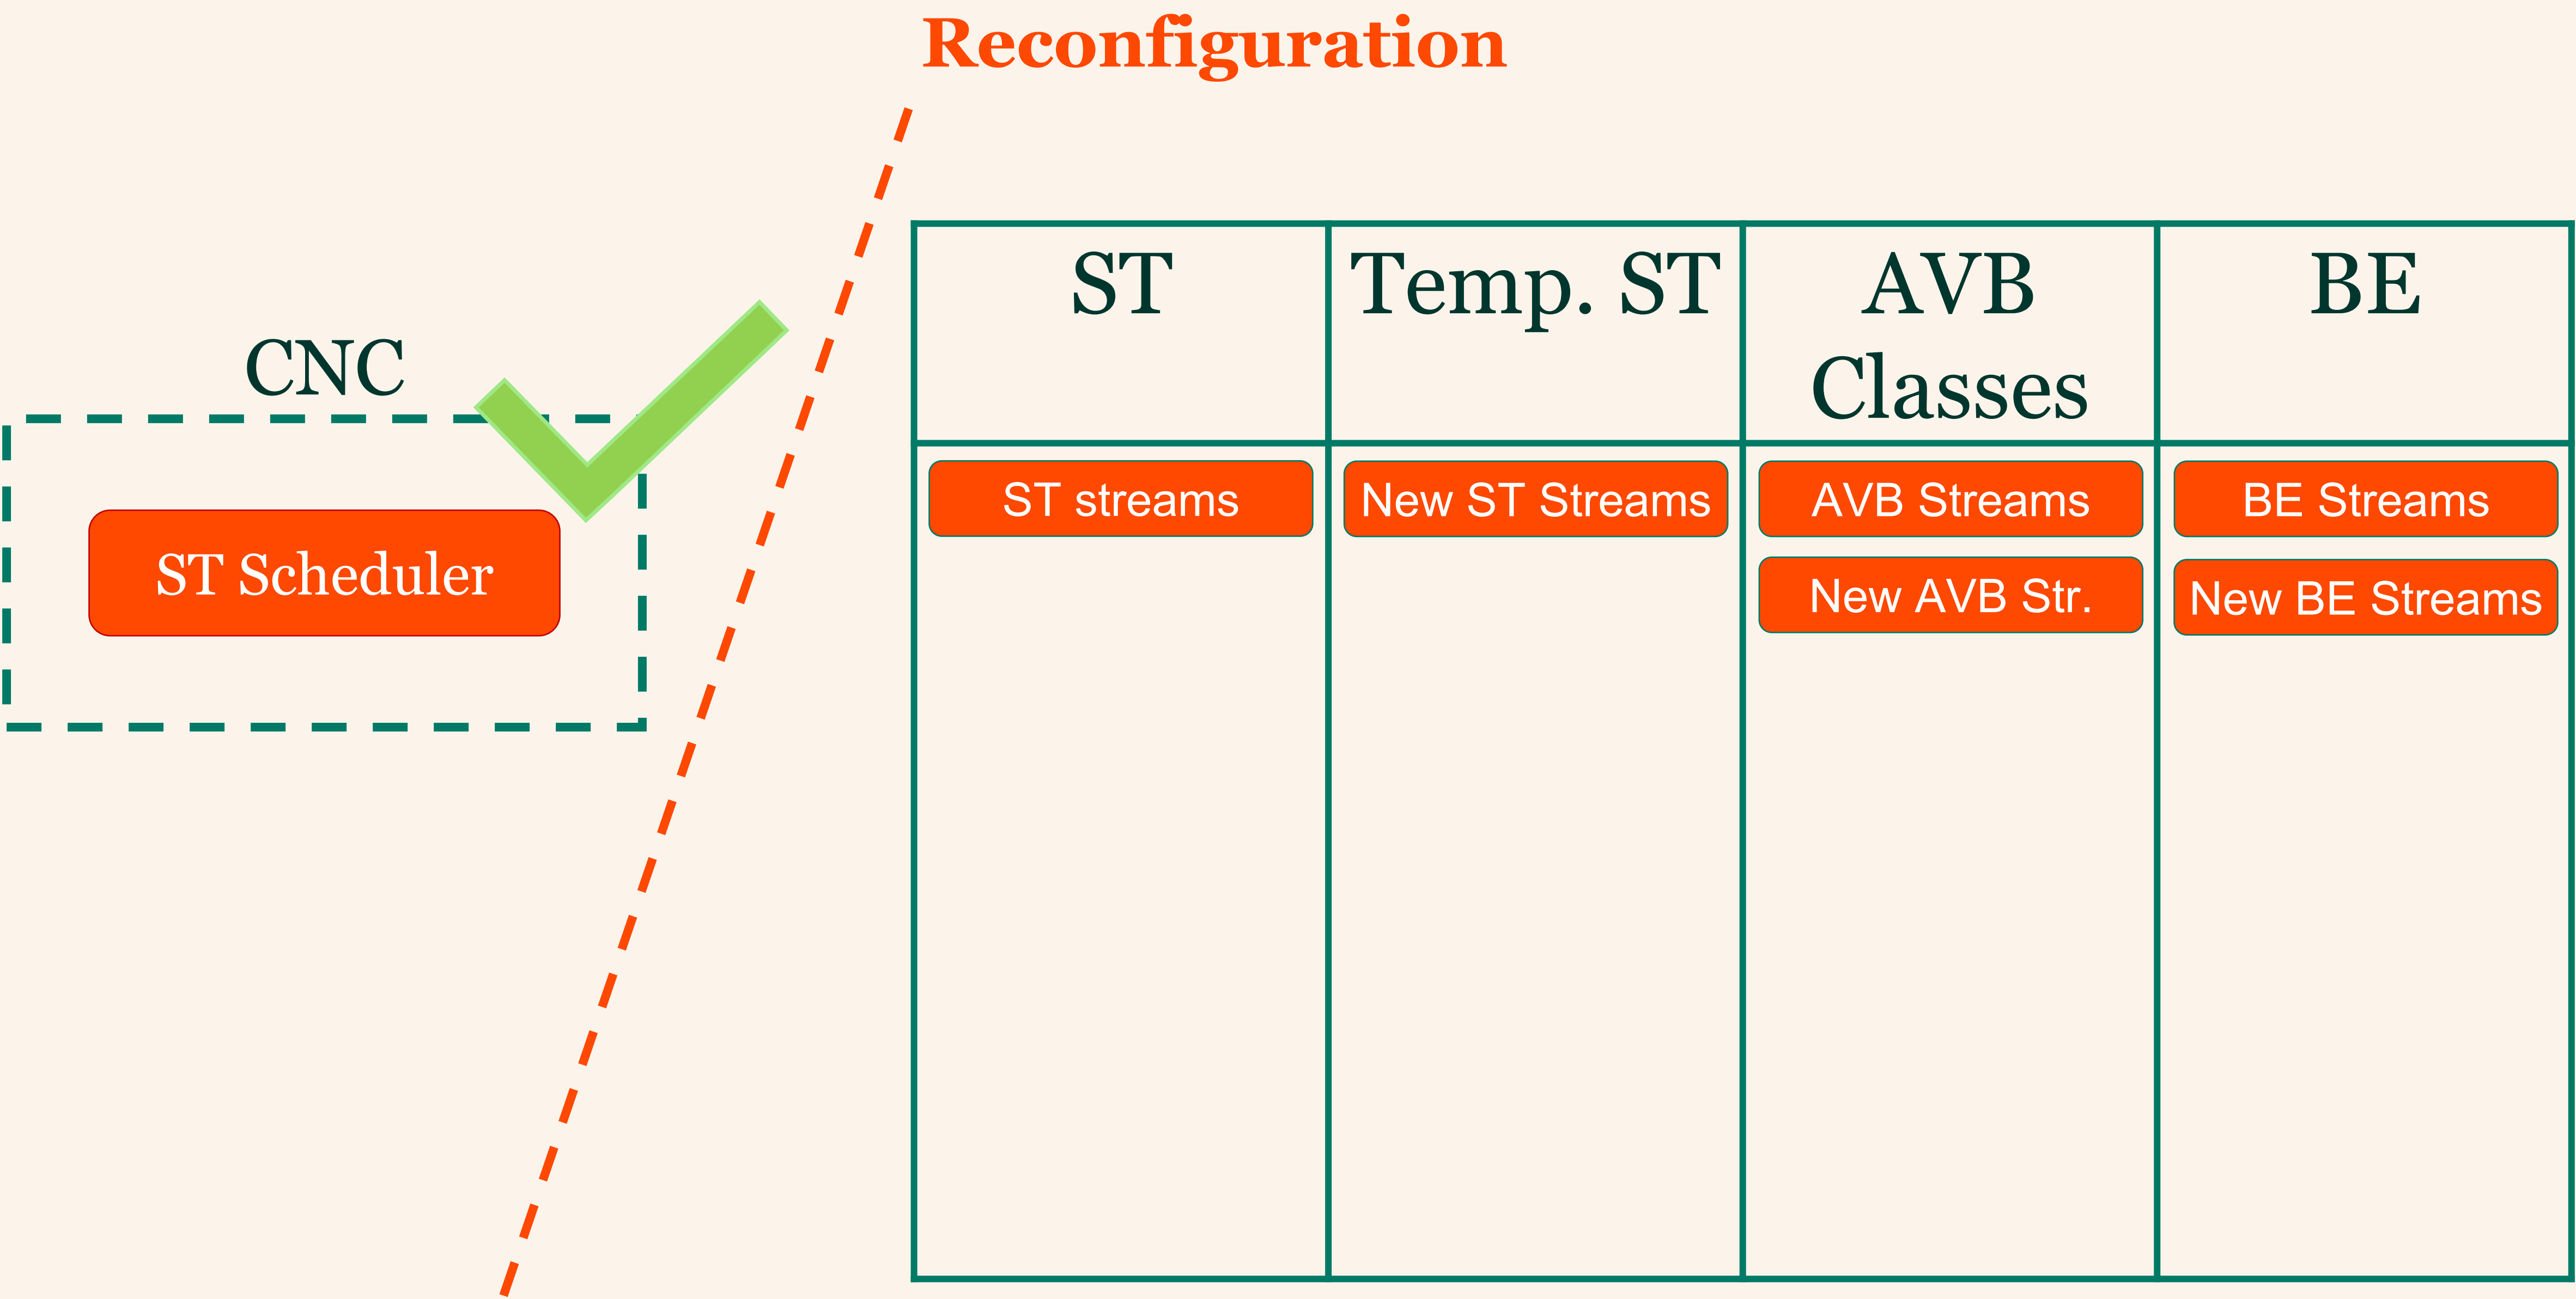 Reconfiguration
CNC
ST Scheduler
ST
Temp. ST
AVB
Classes
BE
ST streams
New ST Streams
AVB Streams
BE Streams
New AVB Str.
New BE Streams